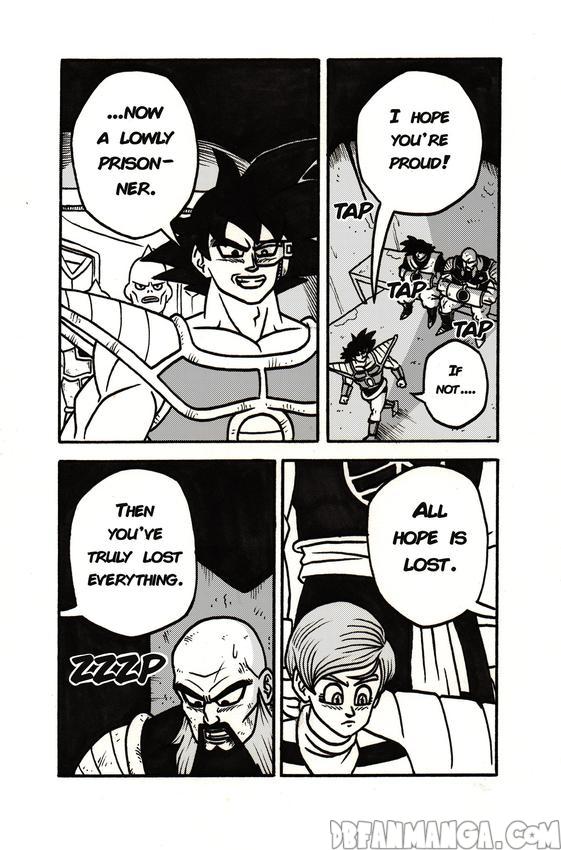 ...NOW
A LOWLY
PRISON-
NER.
I HOPE
YOU'RE
PROUD!
TAP
TAP
TAP
IF
NOT....
THEN
YOU'VE
TRULY LOST
EVERYTHING.
ZZZP
ALL
HOPE IS
LOST.
DBFANMANGA.COM